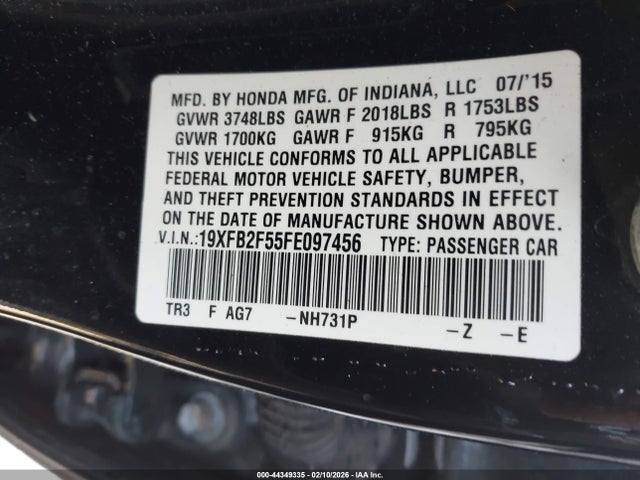 MFD. BY HONDA MFG. OF INDIANA, LLC 07/'15
GVWR 3748LBS GAWR F 2018LBS R 1753LBS
GVWR 1700KG GAWR F 915KG R 795KG
THIS VEHICLE CONFORMS TO ALL APPLICABLE
FEDERAL MOTOR VEHICLE SAFETY, BUMPER,
AND THEFT PREVENTION STANDARDS IN EFFECT
ON THE DATE OF MANUFACTURE SHOWN ABOVE.
V.I.N.:19XFB2F55FE097456 TYPE: PASSENGER CAR
TR3 F AG7 –NH731P –Z –E
000-44349335 - 02/10/2026 - IAA Inc.